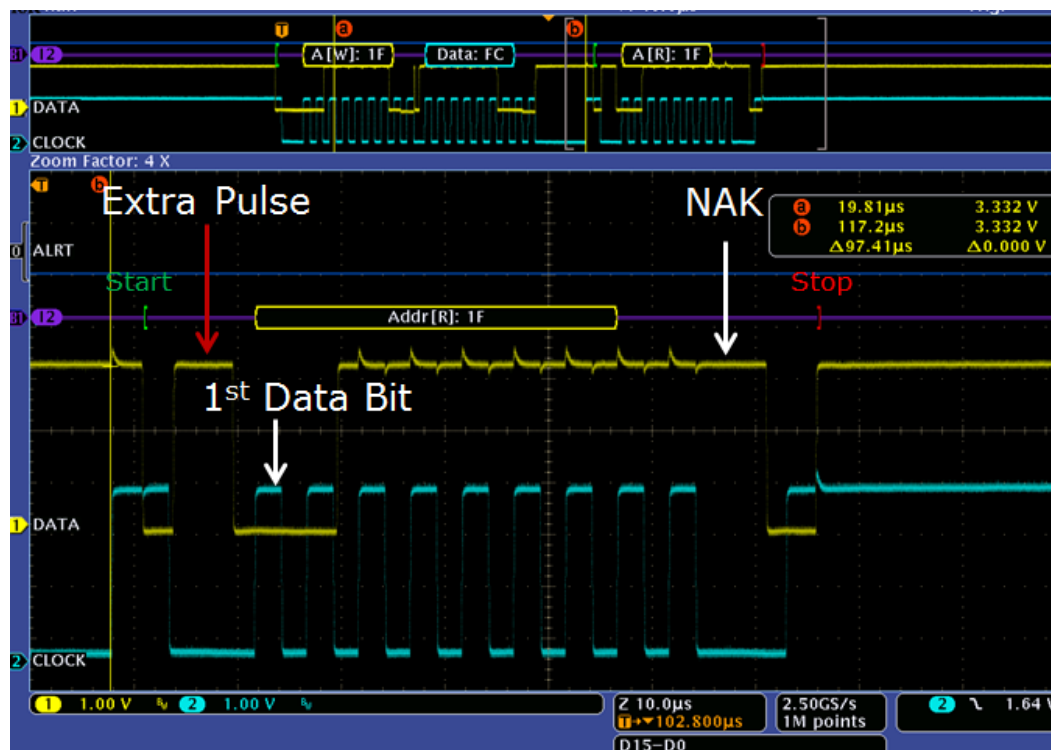 T a b
B1 I2 A[W]: 1F Data: FC A[R]: 1F
1 DATA
2 CLOCK
Zoom Factor: 4 X
T b
Extra Pulse NAK
a 19.81µs 3.332 V
b 117.2µs 3.332 V
Δ97.41µs Δ0.000 V
0 ALRT
Start Stop
B1 I2 Addr[R]: 1F
1st Data Bit
1 DATA
2 CLOCK
1 1.00 V BW 2 1.00 V BW Z 10.0µs 2.50GS/s 2 1.64 V
T→▼102.800µs 1M points
D15-D0